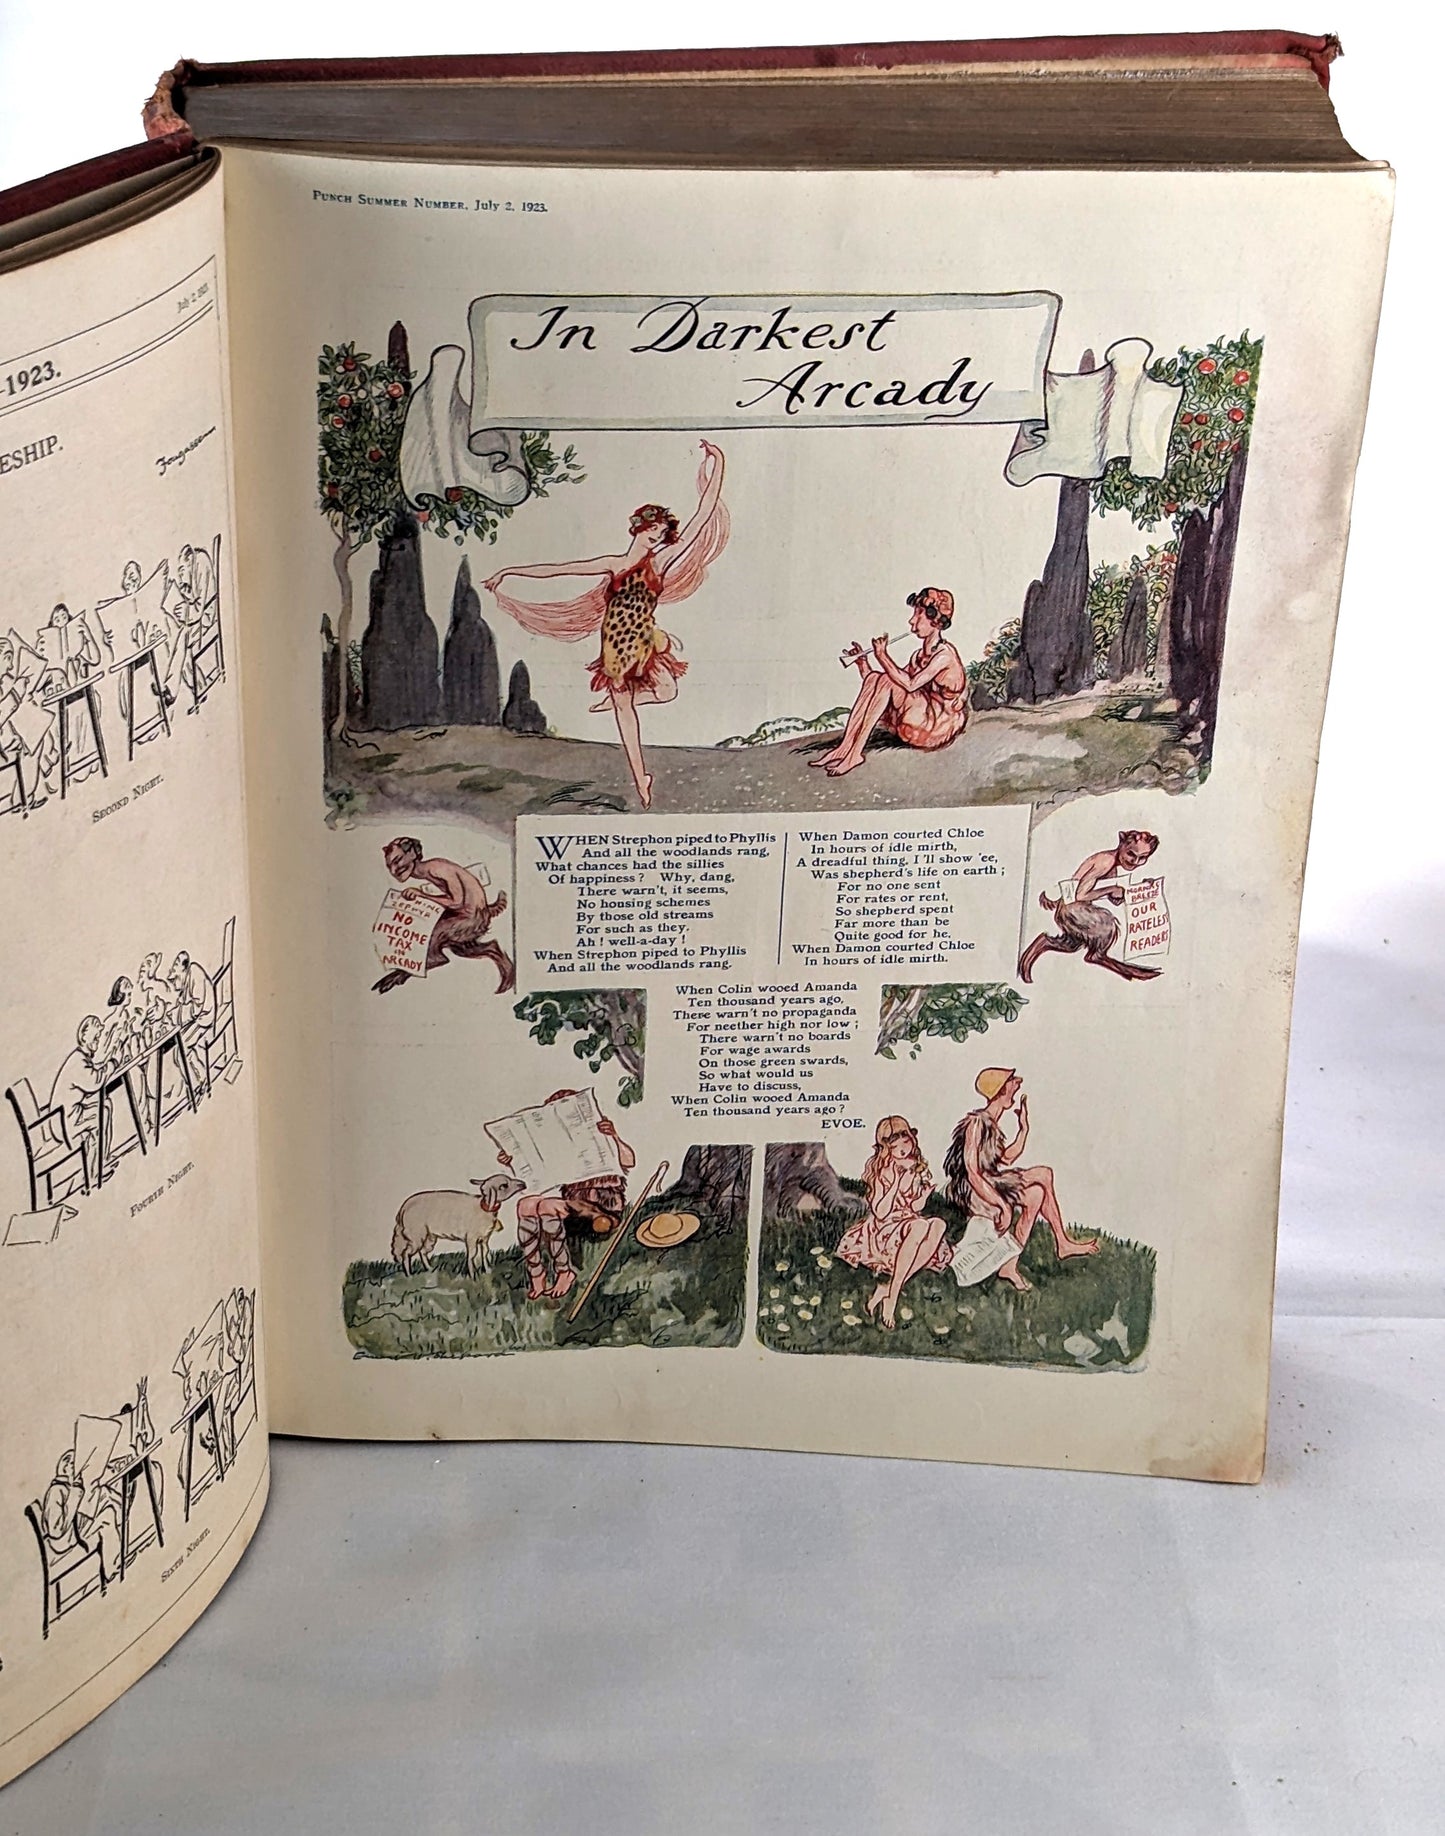 July 2, 1923.
–1923.
ESHIP.
Fougasse
SECOND NIGHT.
FOURTH NIGHT.
SIXTH NIGHT.
PUNCH SUMMER NUMBER, July 2, 1923.
In Darkest
Arcady
EVENING
ZEPHYR
NO
INCOME
TAX
IN
ARCADY
WHEN Strephon piped to Phyllis
And all the woodlands rang,
What chances had the sillies
Of happiness? Why, dang,
There warn't, it seems,
No housing schemes
By those old streams
For such as they.
Ah! well-a-day!
When Strephon piped to Phyllis
And all the woodlands rang.
When Damon courted Chloe
In hours of idle mirth,
A dreadful thing, I'll show 'ee,
Was shepherd's life on earth;
For no one sent
For rates or rent,
So shepherd spent
Far more than be
Quite good for he,
When Damon courted Chloe
In hours of idle mirth.
MORNING
BREEZE
OUR
RATELESS
READERS
When Colin wooed Amanda
Ten thousand years ago,
There warn't no propaganda
For neether high nor low;
There warn't no boards
For wage awards
On those green swards,
So what would us
Have to discuss,
When Colin wooed Amanda
Ten thousand years ago?
EVOE.